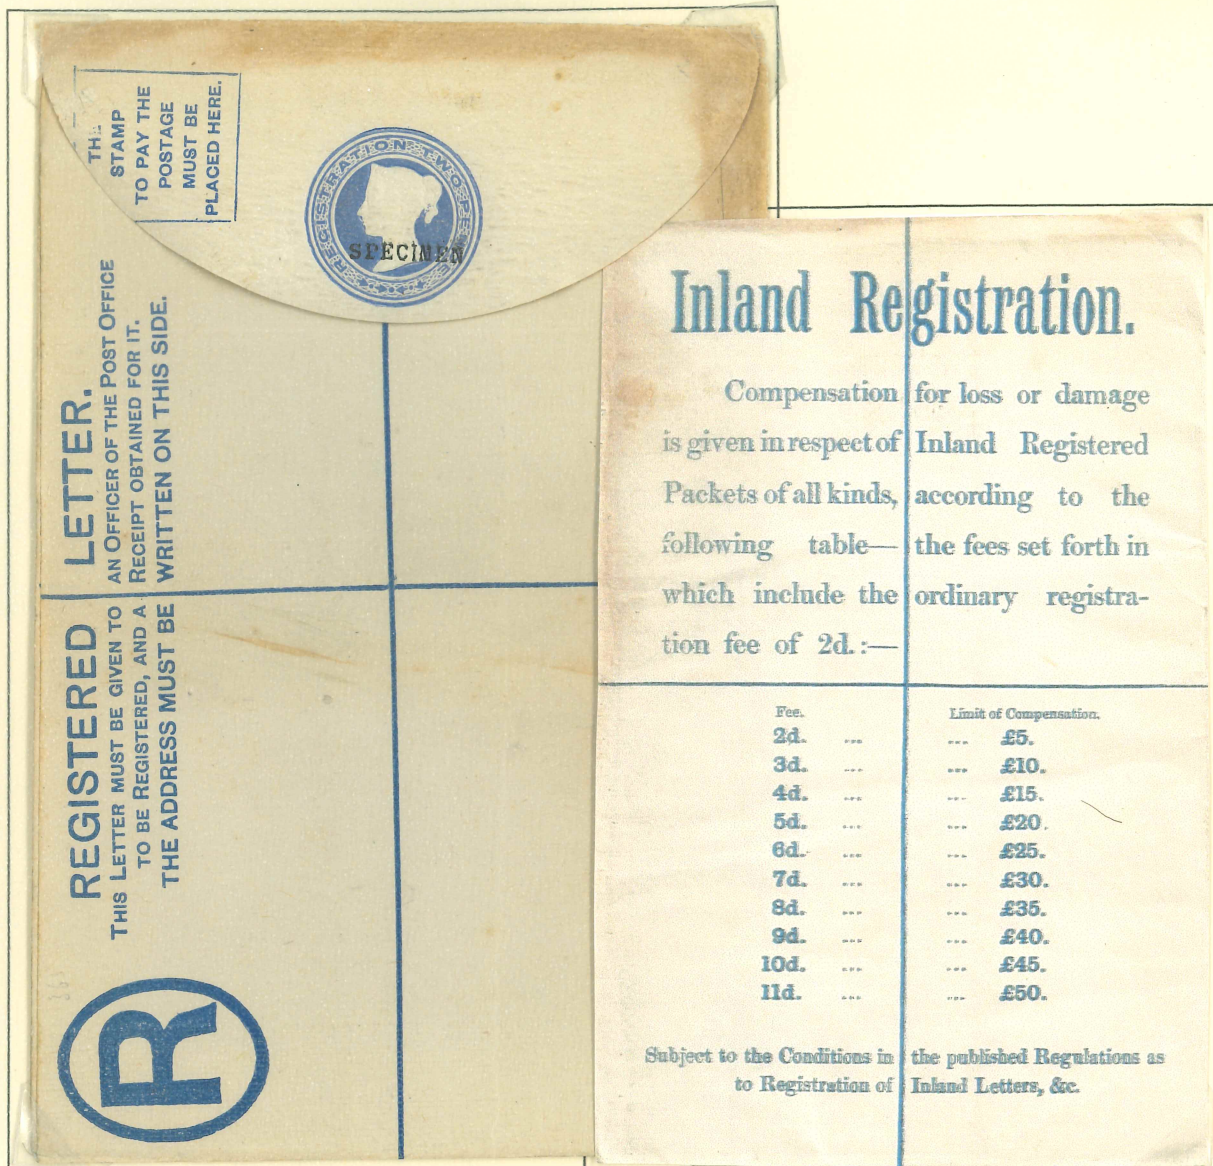 THE
STAMP
TO PAY THE
POSTAGE
MUST BE
PLACED HERE.
REGISTRATION TWO PENCE
SPECIMEN
REGISTERED LETTER.
THIS LETTER MUST BE GIVEN TO AN OFFICER OF THE POST OFFICE
TO BE REGISTERED, AND A RECEIPT OBTAINED FOR IT.
THE ADDRESS MUST BE WRITTEN ON THIS SIDE.
R
Inland Registration.
Compensation for loss or damage
is given in respect of Inland Registered
Packets of all kinds, according to the
following table— the fees set forth in
which include the ordinary registra-
tion fee of 2d.:—
Fee. Limit of Compensation.
2d. ... ... £5.
3d. ... ... £10.
4d. ... ... £15.
5d. ... ... £20.
6d. ... ... £25.
7d. ... ... £30.
8d. ... ... £35.
9d. ... ... £40.
10d. ... ... £45.
11d. ... ... £50.
Subject to the Conditions in the published Regulations as
to Registration of Inland Letters, &c.